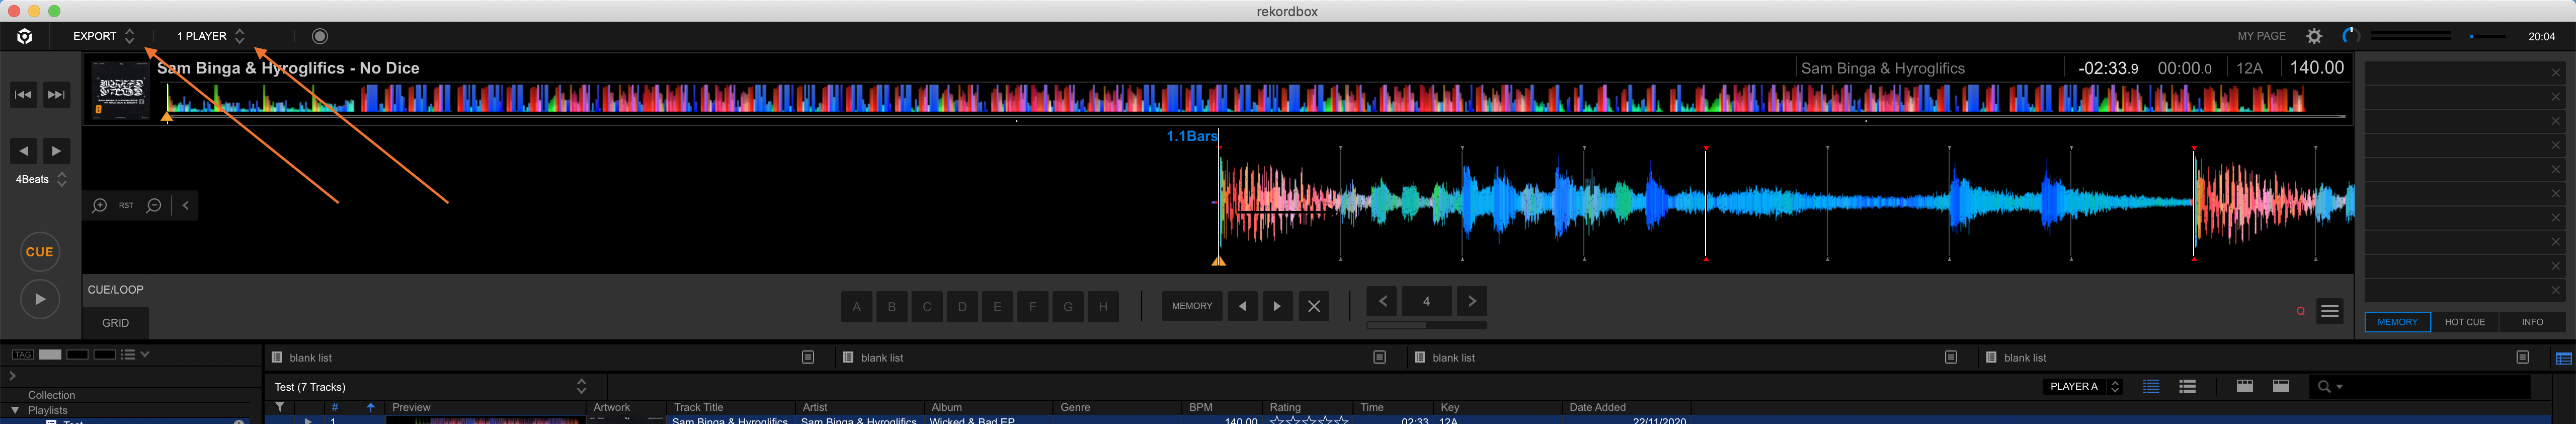 rekordbox
EXPORT 1 PLAYER MY PAGE 20:04
Sam Binga & Hyroglifics - No Dice Sam Binga & Hyroglifics -02:33.9 00:00.0 12A 140.00
1.1Bars
4Beats
RST
CUE
CUE/LOOP
A B C D E F G H MEMORY 4 Q
GRID MEMORY HOT CUE INFO
TAG blank list blank list blank list blank list
Test (7 Tracks) PLAYER A
Collection
# Preview Artwork Track Title Artist Album Genre BPM Rating Time Key Date Added
Playlists
Test 1 Sam Binga & Hyroglifics Sam Binga & Hyroglifics Wicked & Bad EP 140.00 02:33 12A 22/11/2020